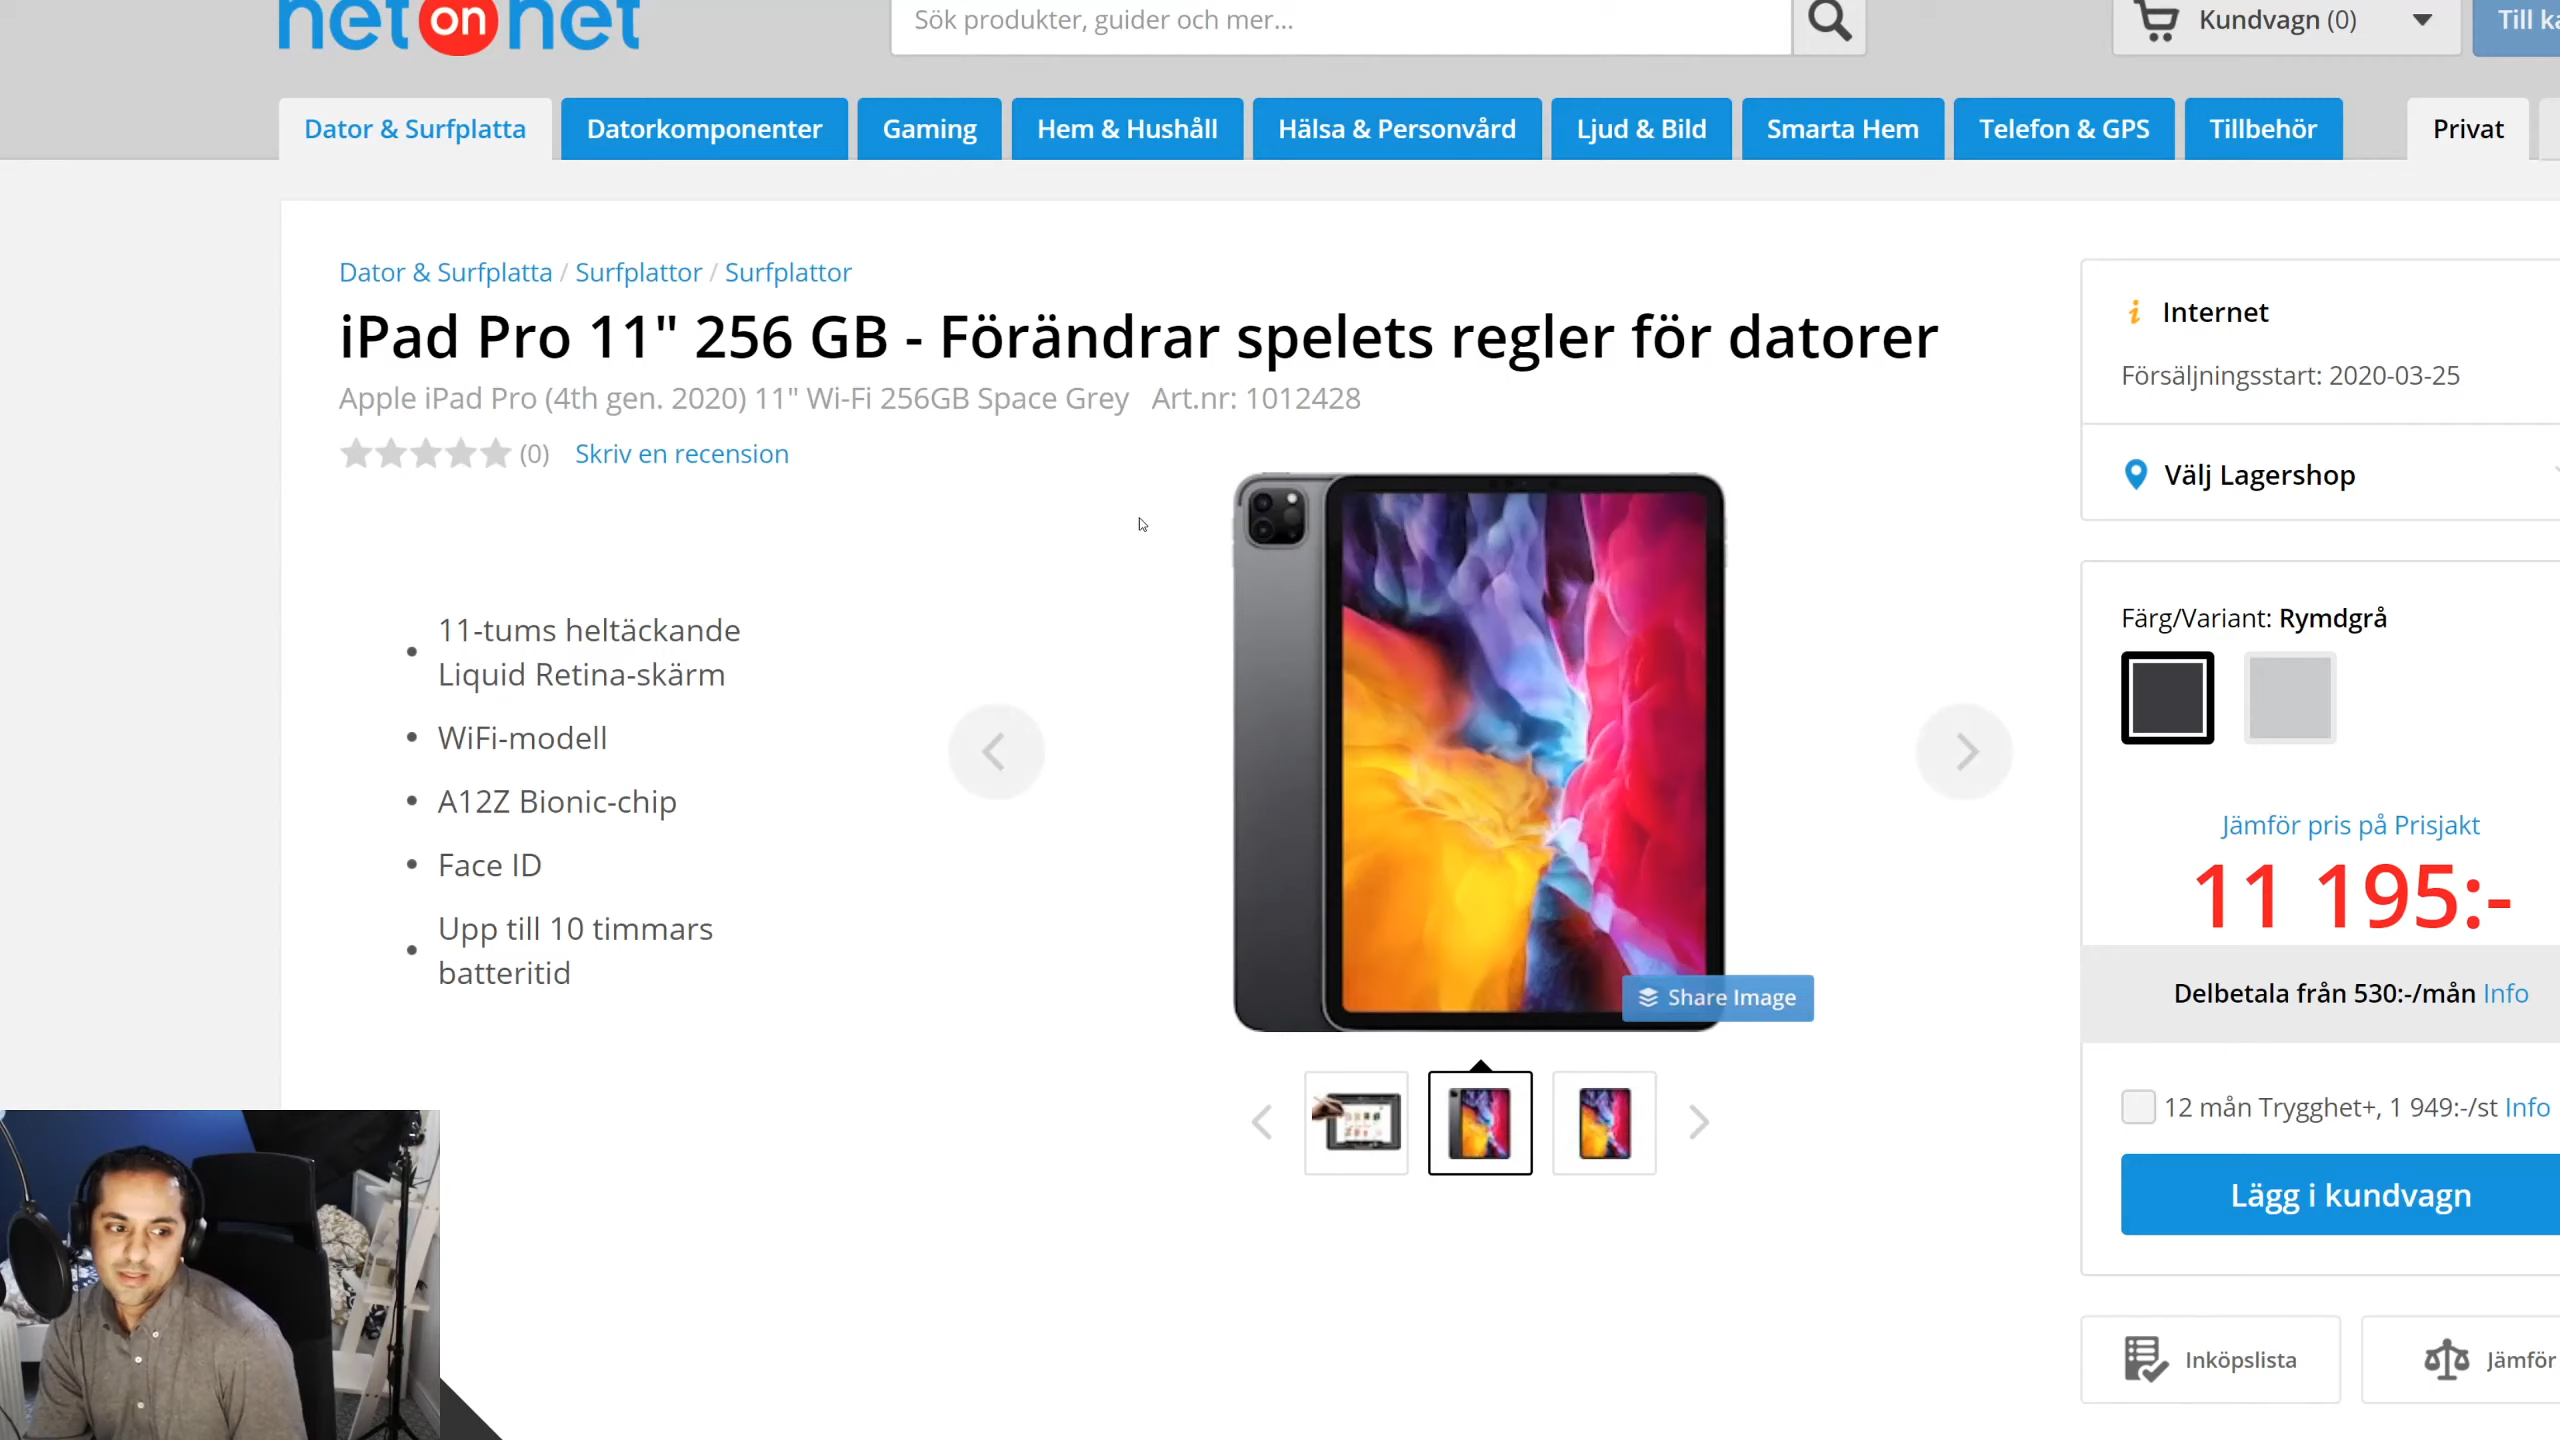 net on net
Sök produkter, guider och mer...
Kundvagn (0)
Till
Dator & Surfplatta
Datorkomponenter
Gaming
Hem & Hushåll
Hälsa & Personvård
Ljud & Bild
Smarta Hem
Telefon & GPS
Tillbehör
Privat
Dator & Surfplatta / Surfplattor / Surfplattor
iPad Pro 11" 256 GB - Förändrar spelets regler för datorer
Apple iPad Pro (4th gen. 2020) 11" Wi-Fi 256GB Space Grey Art.nr: 1012428
(0) Skriv en recension
11-tums heltäckande
Liquid Retina-skärm
WiFi-modell
A12Z Bionic-chip
Face ID
Upp till 10 timmars
batteritid
Share Image
Internet
Försäljningsstart: 2020-03-25
Välj Lagershop
Färg/Variant: Rymdgrå
Jämför pris på Prisjakt
11 195:-
Delbetala från 530:-/mån Info
12 mån Trygghet+, 1 949:-/st Info
Lägg i kundvagn
Inköpslista
Jämför